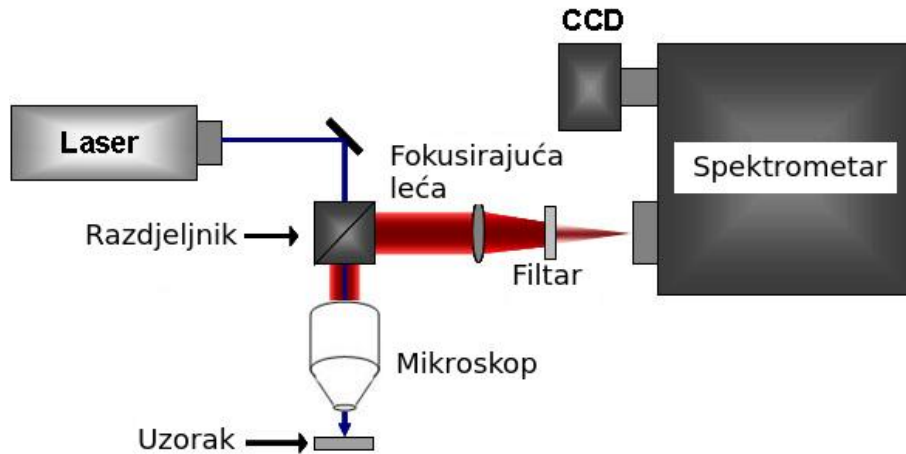 CCD
Laser
Fokusirajuća
leća
Spektrometar
Razdjeljnik
Filtar
Mikroskop
Uzorak